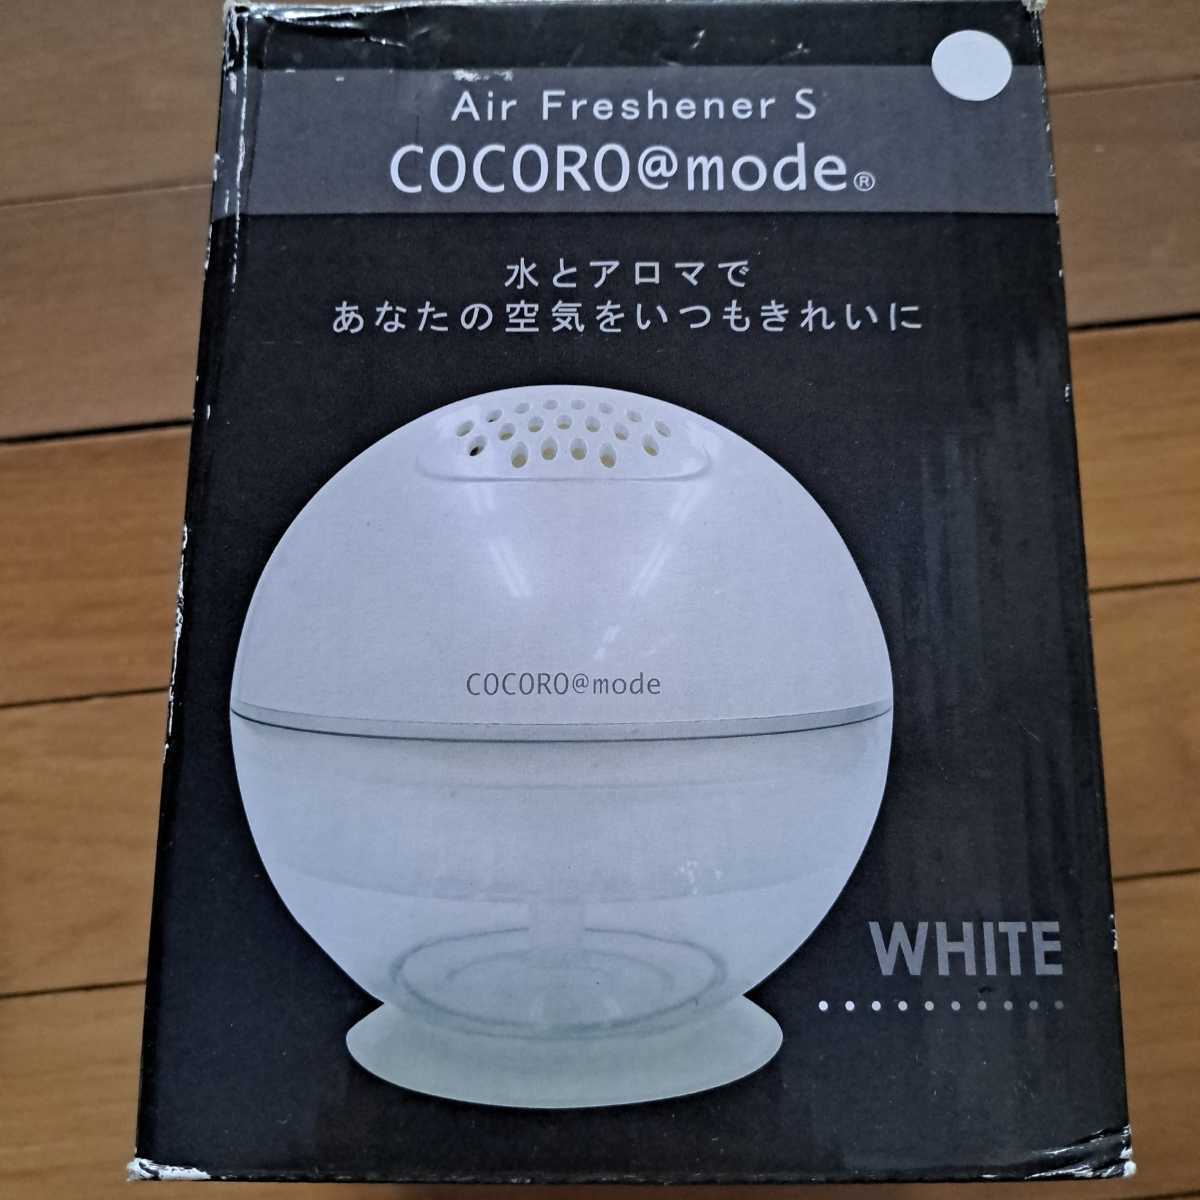 Air Freshener S
COCORO@mode®
水とアロマで
あなたの空気をいつもきれいに
COCORO@mode
WHITE